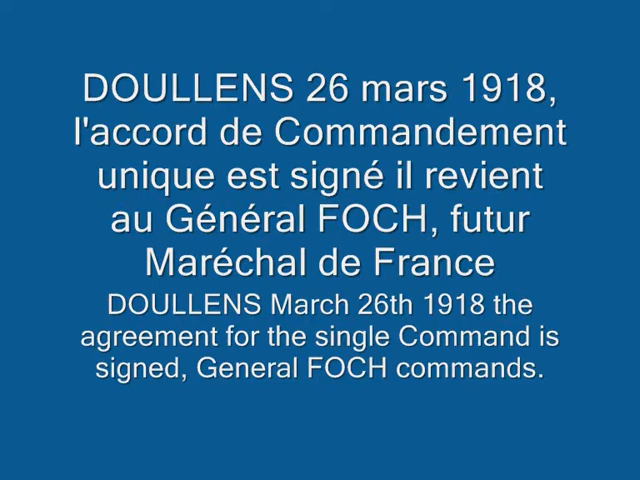 DOULLENS 26 mars 1918,
l'accord de Commandement
unique est signé il revient
au Général FOCH, futur
Maréchal de France
DOULLENS March 26th 1918 the
agreement for the single Command is
signed, General FOCH commands.